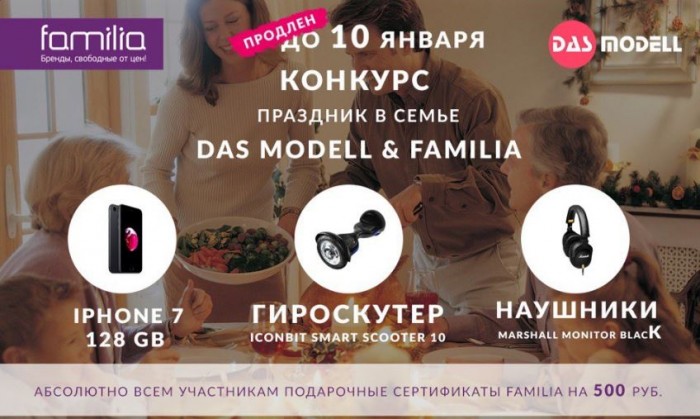 familia
Бренды, свободные от цен!
ПРОДЛЕН
ДО 10 ЯНВАРЯ
DAS MODELL
КОНКУРС
ПРАЗДНИК В СЕМЬЕ
DAS MODELL & FAMILIA
IPHONE 7
128 GB
ГИРОСКУТЕР
ICONBIT SMART SCOOTER 10
НАУШНИКИ
MARSHALL MONITOR BLACK
АБСОЛЮТНО ВСЕМ УЧАСТНИКАМ ПОДАРОЧНЫЕ СЕРТИФИКАТЫ FAMILIA НА 500 РУБ.